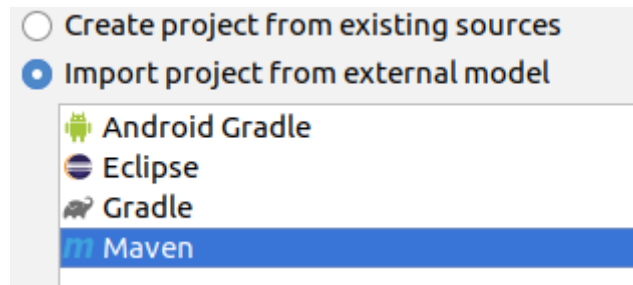 Create project from existing sources
Import project from external model
Android Gradle
Eclipse
Gradle
Maven